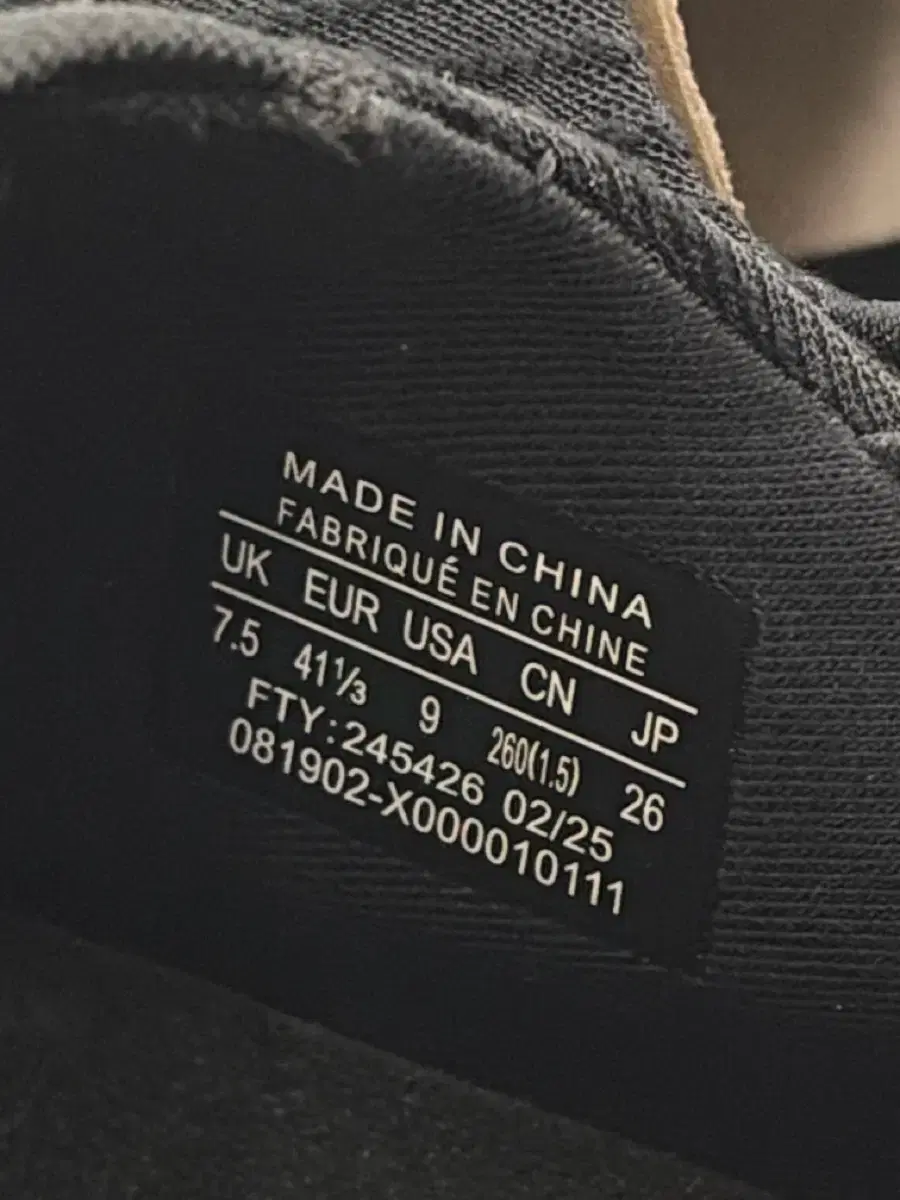 MADE IN CHINA
FABRIQUÉ EN CHINE
UK EUR USA CN JP
7.5 41⅓ 9 260(1.5) 26
FTY:245426 02/25
081902-X000010111